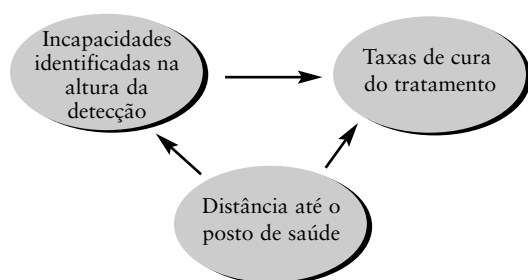 Incapacidades
identificadas na
altura da
detecção
Taxas de cura
do tratamento
Distância até o
posto de saúde